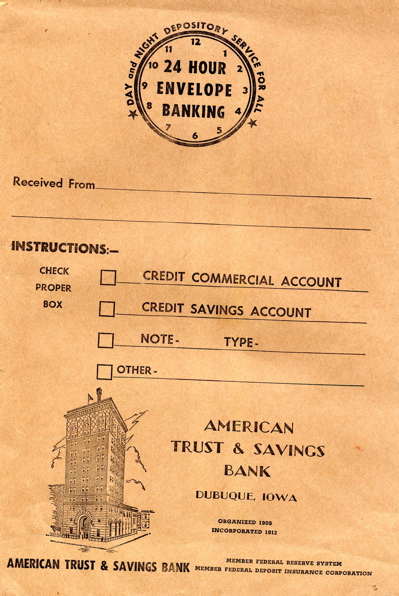 ★ DAY and NIGHT DEPOSITORY SERVICE FOR ALL ★
12
11 1
10 24 HOUR 2
9 ENVELOPE 3
8 BANKING 4
7 5
6
Received From
INSTRUCTIONS:—
CHECK
PROPER
BOX
CREDIT COMMERCIAL ACCOUNT
CREDIT SAVINGS ACCOUNT
NOTE- TYPE-
OTHER-
AMERICAN
TRUST & SAVINGS
BANK
DUBUQUE, IOWA
ORGANIZED 1905
INCORPORATED 1912
AMERICAN TRUST & SAVINGS BANK
MEMBER FEDERAL RESERVE SYSTEM
MEMBER FEDERAL DEPOSIT INSURANCE CORPORATION